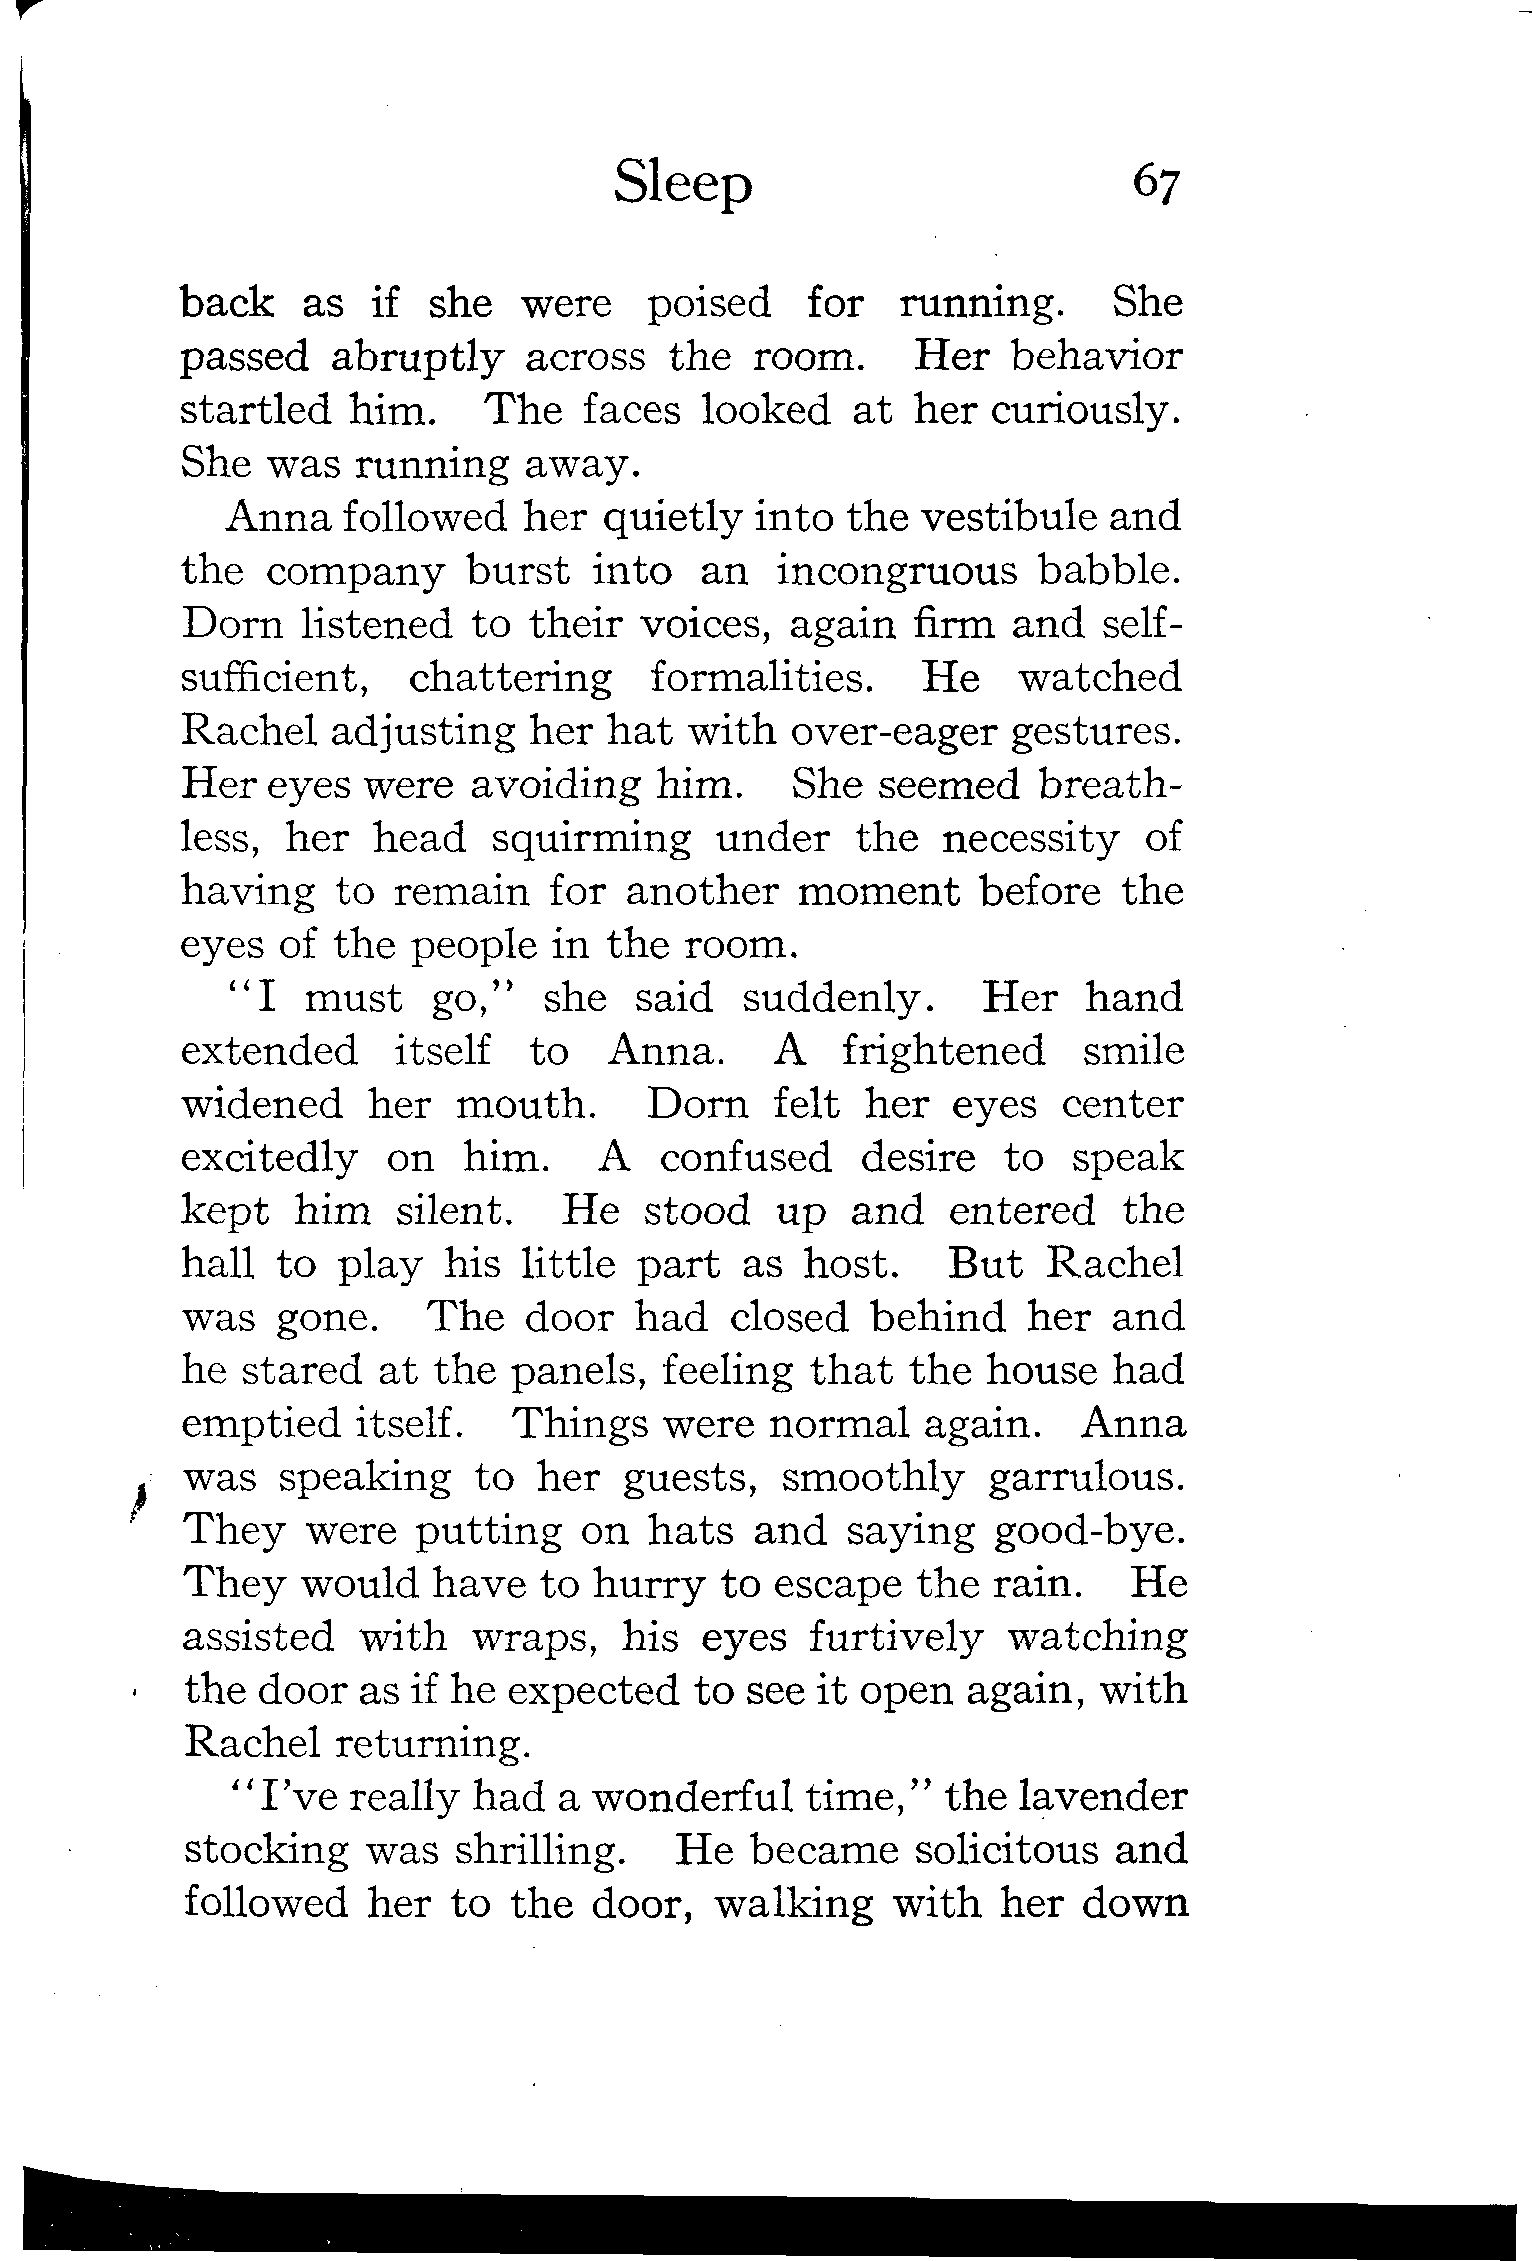 Sleep 67
back as if she were poised for running. She
passed abruptly across the room. Her behavior
startled him. The faces looked at her curiously.
She was running away.
Anna followed her quietly into the vestibule and
the company burst into an incongruous babble.
Dorn listened to their voices, again firm and self-
sufficient, chattering formalities. He watched
Rachel adjusting her hat with over-eager gestures.
Her eyes were avoiding him. She seemed breath-
less, her head squirming under the necessity of
having to remain for another moment before the
eyes of the people in the room.
"I must go," she said suddenly. Her hand
extended itself to Anna. A frightened smile
widened her mouth. Dorn felt her eyes center
excitedly on him. A confused desire to speak
kept him silent. He stood up and entered the
hall to play his little part as host. But Rachel
was gone. The door had closed behind her and
he stared at the panels, feeling that the house had
emptied itself. Things were normal again. Anna
was speaking to her guests, smoothly garrulous.
They were putting on hats and saying good-bye.
They would have to hurry to escape the rain. He
assisted with wraps, his eyes furtively watching
the door as if he expected to see it open again, with
Rachel returning.
"I've really had a wonderful time," the lavender
stocking was shrilling. He became solicitous and
followed her to the door, walking with her down